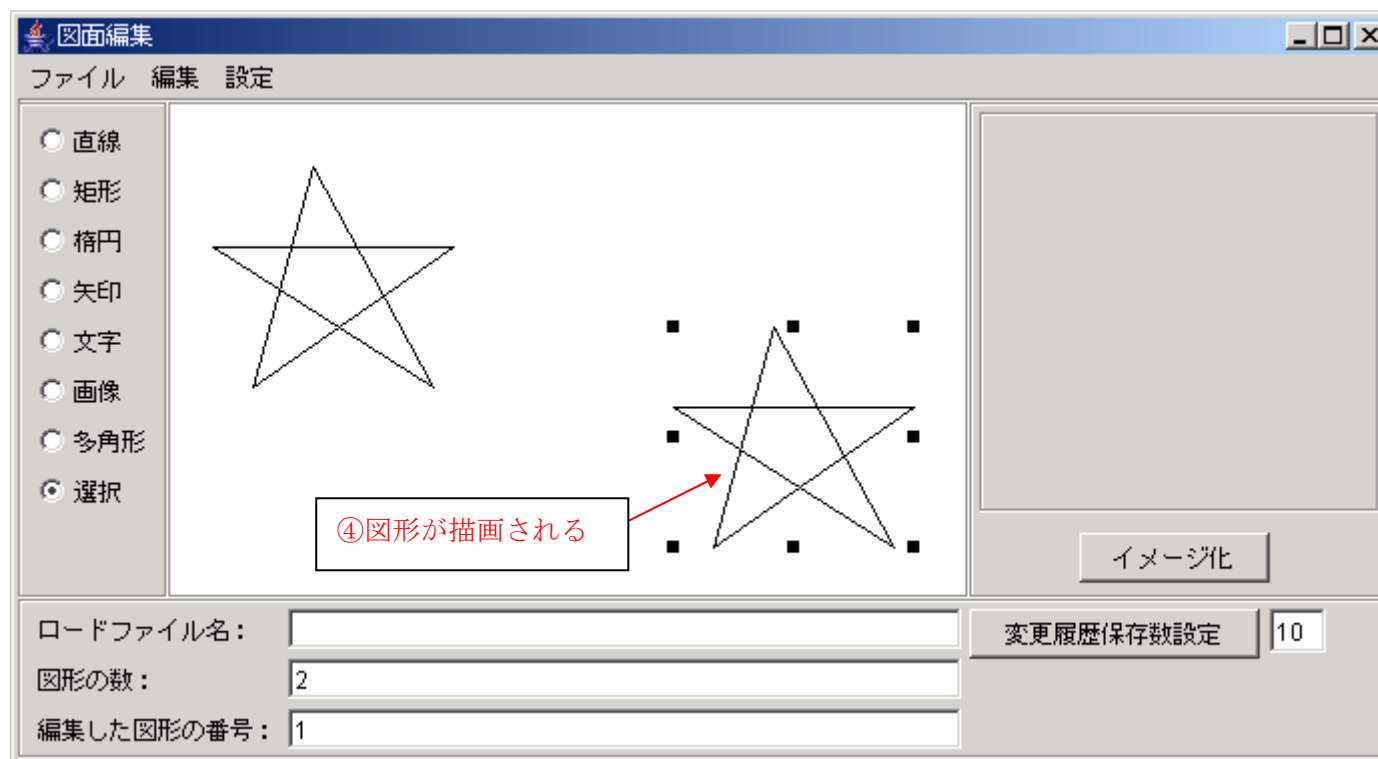 図面編集
ファイル 編集 設定
直線
矩形
楕円
矢印
文字
画像
多角形
選択
④図形が描画される
イメージ化
ロードファイル名：
変更履歴保存数設定 10
図形の数： 2
編集した図形の番号： 1